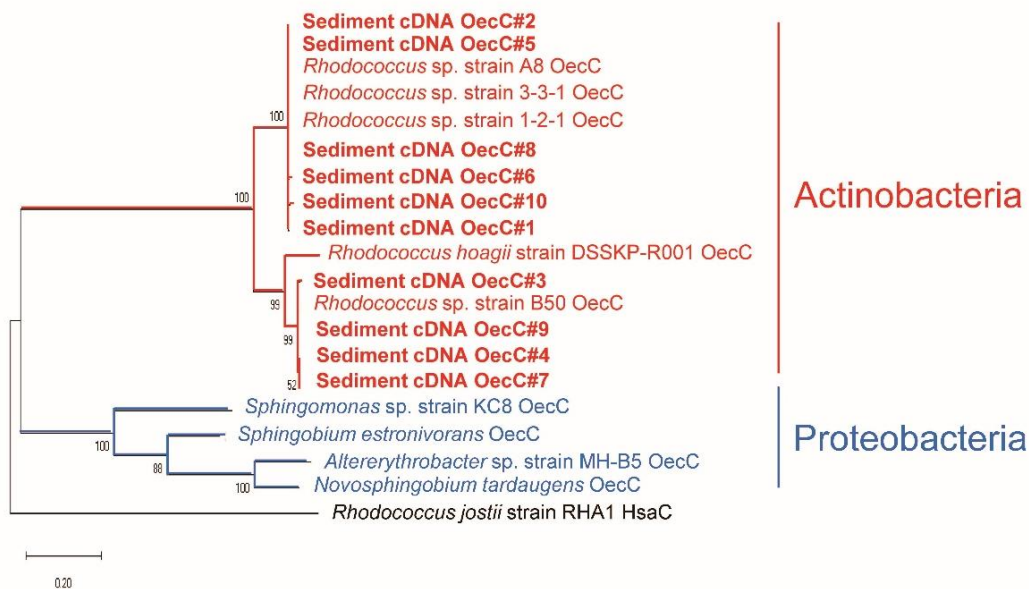 Sediment cDNA OecC#2
Sediment cDNA OecC#5
Rhodococcus sp. strain A8 OecC
Rhodococcus sp. strain 3-3-1 OecC
100
Rhodococcus sp. strain 1-2-1 OecC
Sediment cDNA OecC#8
Sediment cDNA OecC#6
100
Sediment cDNA OecC#10
Actinobacteria
Sediment cDNA OecC#1
Rhodococcus hoagii strain DSSKP-R001 OecC
Sediment cDNA OecC#3
99
Rhodococcus sp. strain B50 OecC
Sediment cDNA OecC#9
99
Sediment cDNA OecC#4
52
Sediment cDNA OecC#7
Sphingomonas sp. strain KC8 OecC
100
Sphingobium estronivorans OecC
Proteobacteria
88
Altererythrobacter sp. strain MH-B5 OecC
100
Novosphingobium tardaugens OecC
Rhodococcus jostii strain RHA1 HsaC
0.20